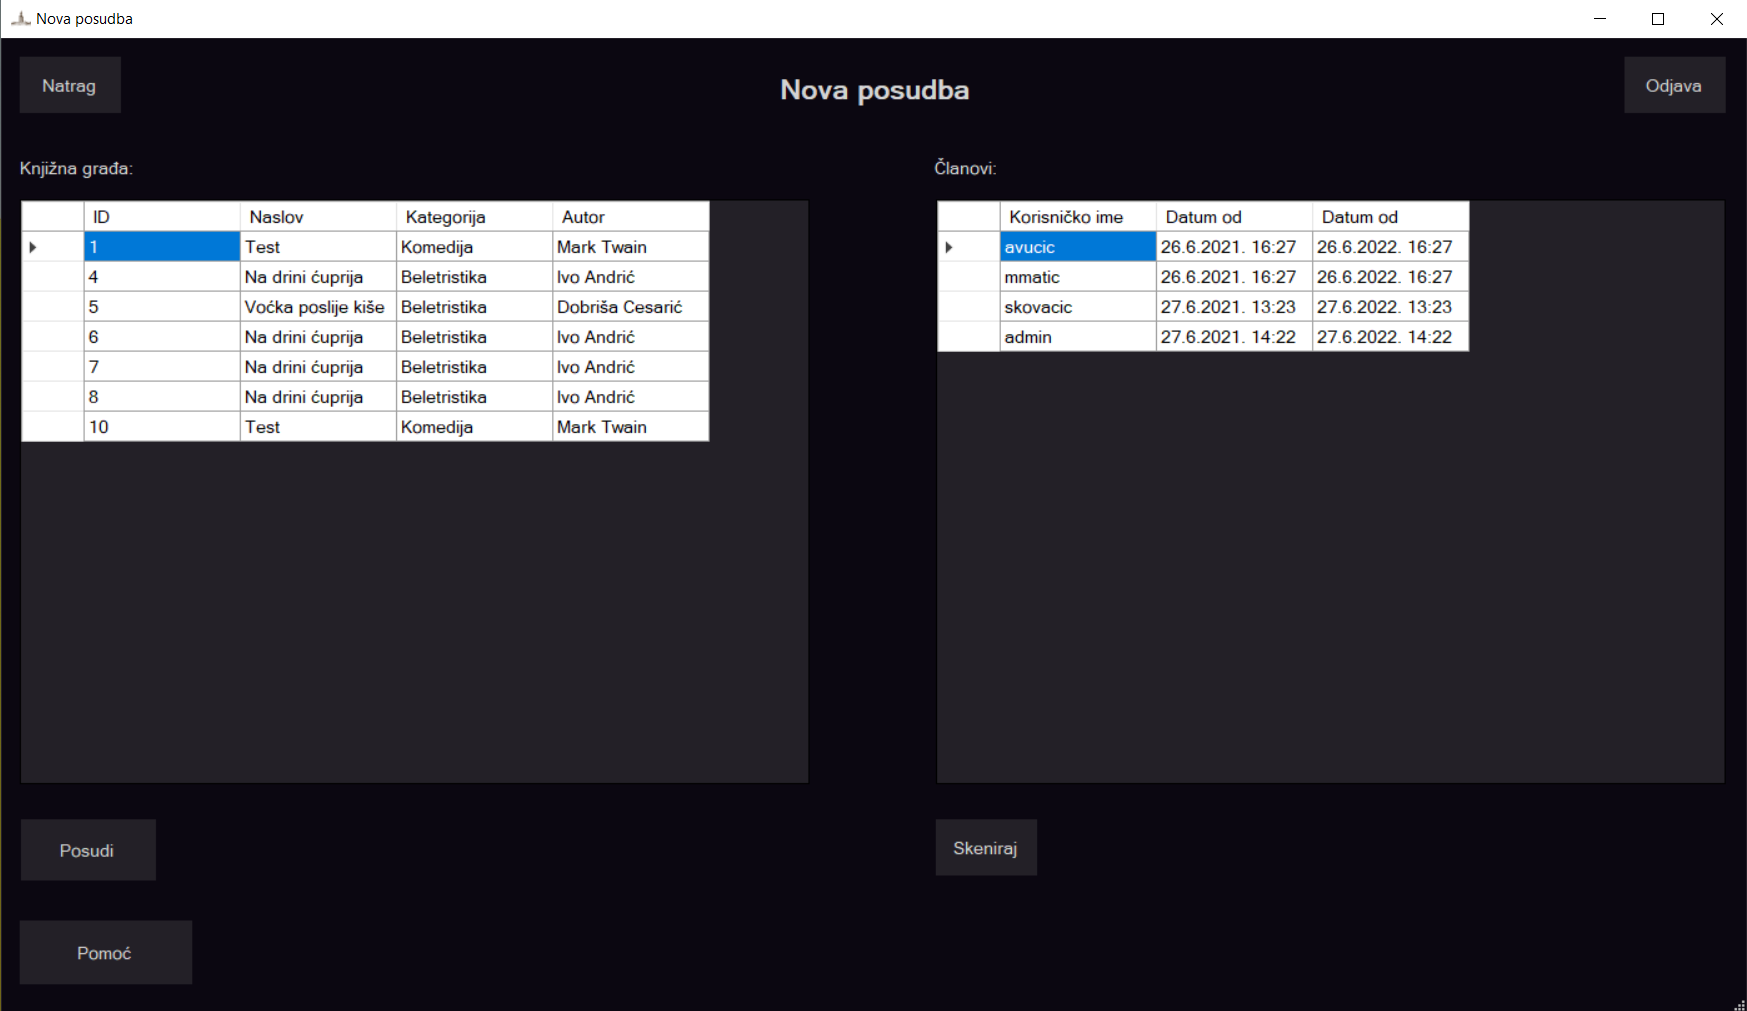 Nova posudba
Natrag
Nova posudba
Odjava
Knjižna građa:
ID Naslov Kategorija Autor
1 Test Komedija Mark Twain
4 Na drini ćuprija Beletristika Ivo Andrić
5 Voćka poslije kiše Beletristika Dobriša Cesarić
6 Na drini ćuprija Beletristika Ivo Andrić
7 Na drini ćuprija Beletristika Ivo Andrić
8 Na drini ćuprija Beletristika Ivo Andrić
10 Test Komedija Mark Twain
Članovi:
Korisničko ime Datum od Datum od
avucic 26.6.2021. 16:27 26.6.2022. 16:27
mmatic 26.6.2021. 16:27 26.6.2022. 16:27
skovacic 27.6.2021. 13:23 27.6.2022. 13:23
admin 27.6.2021. 14:22 27.6.2022. 14:22
Posudi
Skeniraj
Pomoć